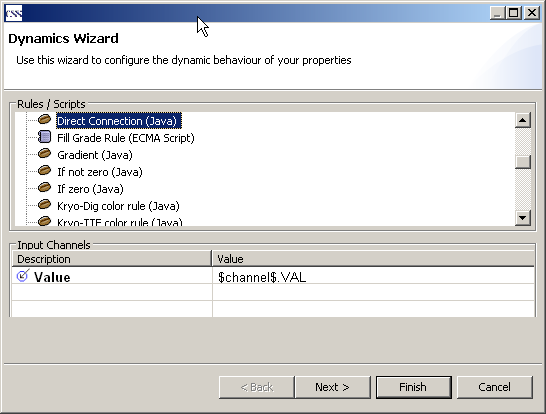 CSS
Dynamics Wizard
Use this wizard to configure the dynamic behaviour of your properties
Rules / Scripts
Direct Connection (Java)
Fill Grade Rule (ECMA Script)
Gradient (Java)
If not zero (Java)
If zero (Java)
Kryo-Dig color rule (Java)
Kryo-TTF color rule (Java)
Input Channels
Description Value
Value $channel$.VAL
< Back Next > Finish Cancel